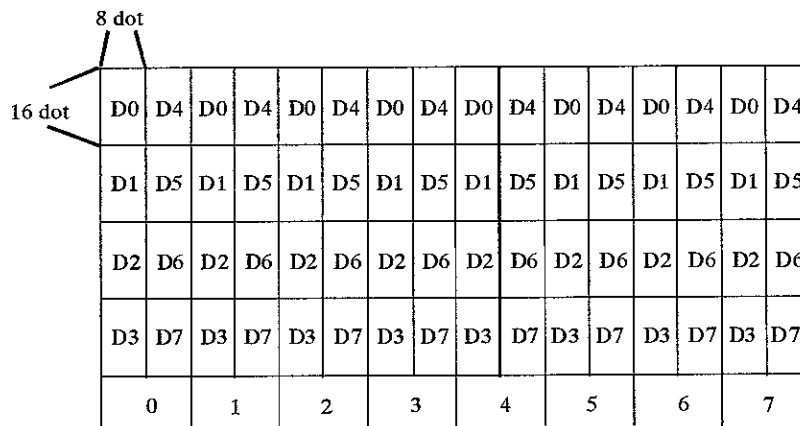 8 dot
16 dot
D0 D4 D0 D4 D0 D4 D0 D4 D0 D4 D0 D4 D0 D4 D0 D4
D1 D5 D1 D5 D1 D5 D1 D5 D1 D5 D1 D5 D1 D5 D1 D5
D2 D6 D2 D6 D2 D6 D2 D6 D2 D6 D2 D6 D2 D6 D2 D6
D3 D7 D3 D7 D3 D7 D3 D7 D3 D7 D3 D7 D3 D7 D3 D7
0 1 2 3 4 5 6 7